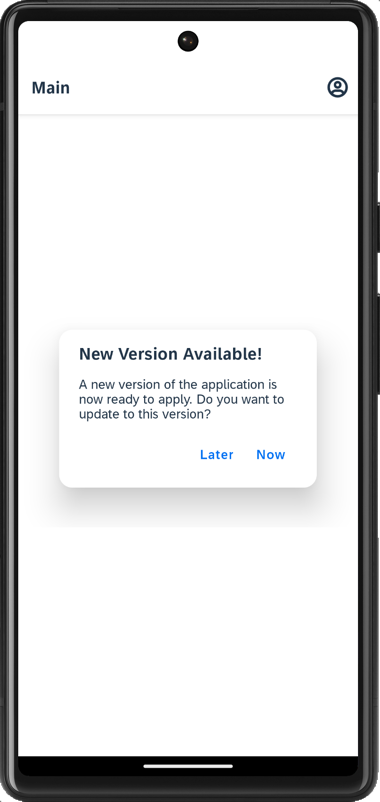 Main
New Version Available!
A new version of the application is
now ready to apply. Do you want to
update to this version?
Later Now